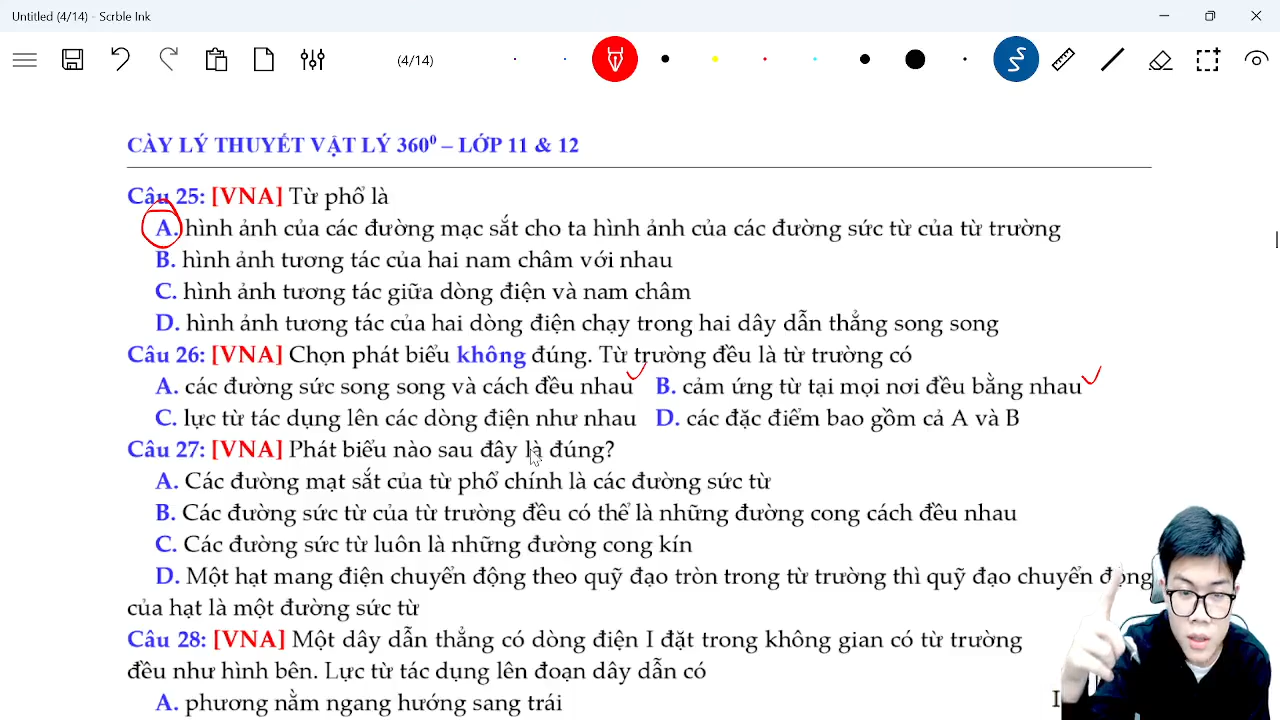 Untitled (4/14) - Scrble Ink
(4/14)
CÀY LÝ THUYẾT VẬT LÝ 360⁰ – LỚP 11 & 12
Câu 25: [VNA] Từ phổ là
A. hình ảnh của các đường mạc sắt cho ta hình ảnh của các đường sức từ của từ trường
B. hình ảnh tương tác của hai nam châm với nhau
C. hình ảnh tương tác giữa dòng điện và nam châm
D. hình ảnh tương tác của hai dòng điện chạy trong hai dây dẫn thẳng song song
Câu 26: [VNA] Chọn phát biểu không đúng. Từ trường đều là từ trường có
A. các đường sức song song và cách đều nhau B. cảm ứng từ tại mọi nơi đều bằng nhau
C. lực từ tác dụng lên các dòng điện như nhau D. các đặc điểm bao gồm cả A và B
Câu 27: [VNA] Phát biểu nào sau đây là đúng?
A. Các đường mạt sắt của từ phổ chính là các đường sức từ
B. Các đường sức từ của từ trường đều có thể là những đường cong cách đều nhau
C. Các đường sức từ luôn là những đường cong kín
D. Một hạt mang điện chuyển động theo quỹ đạo tròn trong từ trường thì quỹ đạo chuyển động
của hạt là một đường sức từ
Câu 28: [VNA] Một dây dẫn thẳng có dòng điện I đặt trong không gian có từ trường
đều như hình bên. Lực từ tác dụng lên đoạn dây dẫn có
A. phương nằm ngang hướng sang trái
I